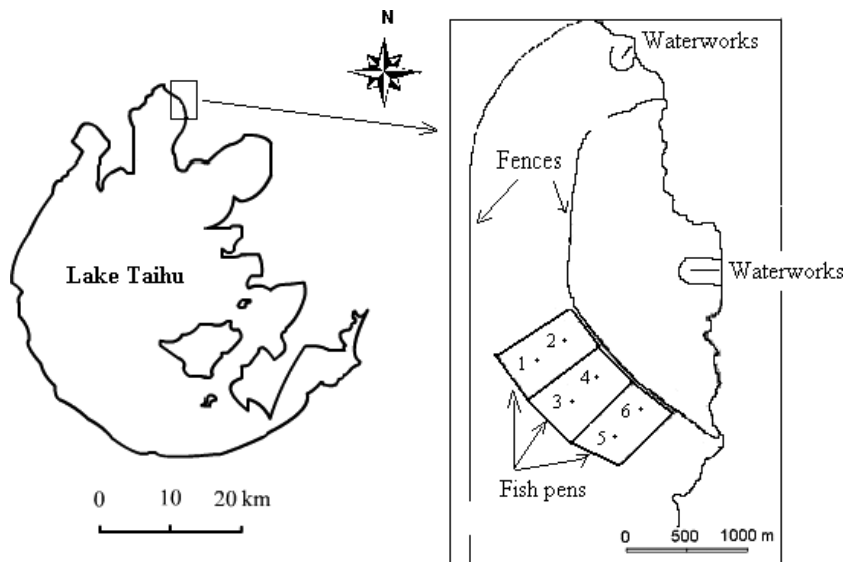 N
Waterworks
Fences
Lake Taihu
Waterworks
2
1
4
3
6
5
Fish pens
0 10 20 km
0 500 1000 m